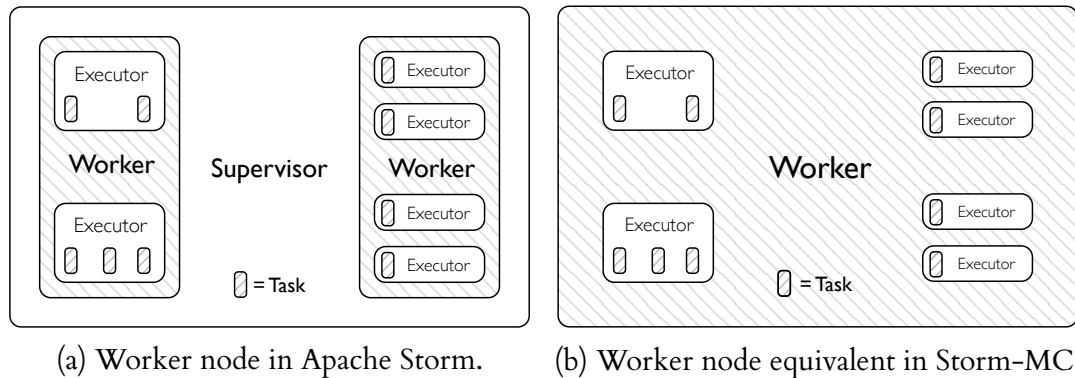 Executor
Worker
Executor
Supervisor
= Task
Executor
Executor
Worker
Executor
Executor
(a) Worker node in Apache Storm.
Executor
Executor
Worker
= Task
Executor
Executor
Executor
Executor
(b) Worker node equivalent in Storm-MC